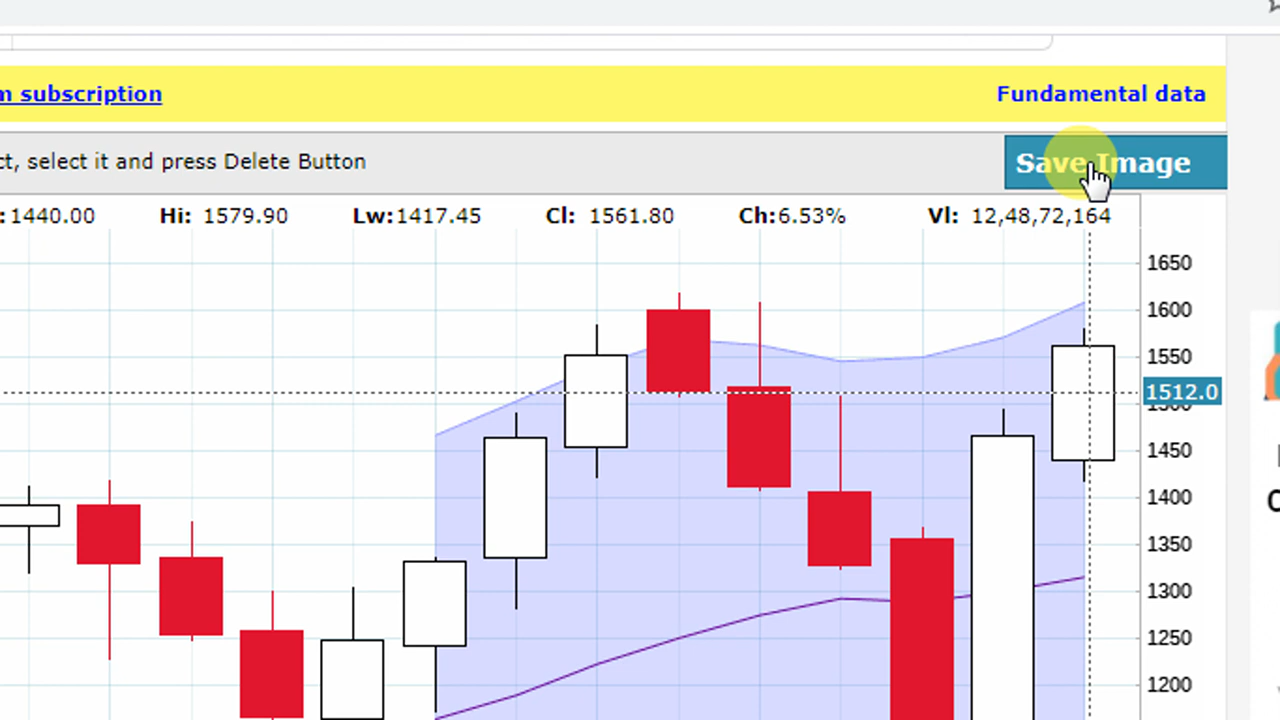 m subscription
Fundamental data
ct, select it and press Delete Button
Save Image
: 1440.00 Hi: 1579.90 Lw:1417.45 Cl: 1561.80 Ch:6.53% Vl: 12,48,72,164
1650
1600
1550
1512.0
1500
1450
1400
1350
1300
1250
1200